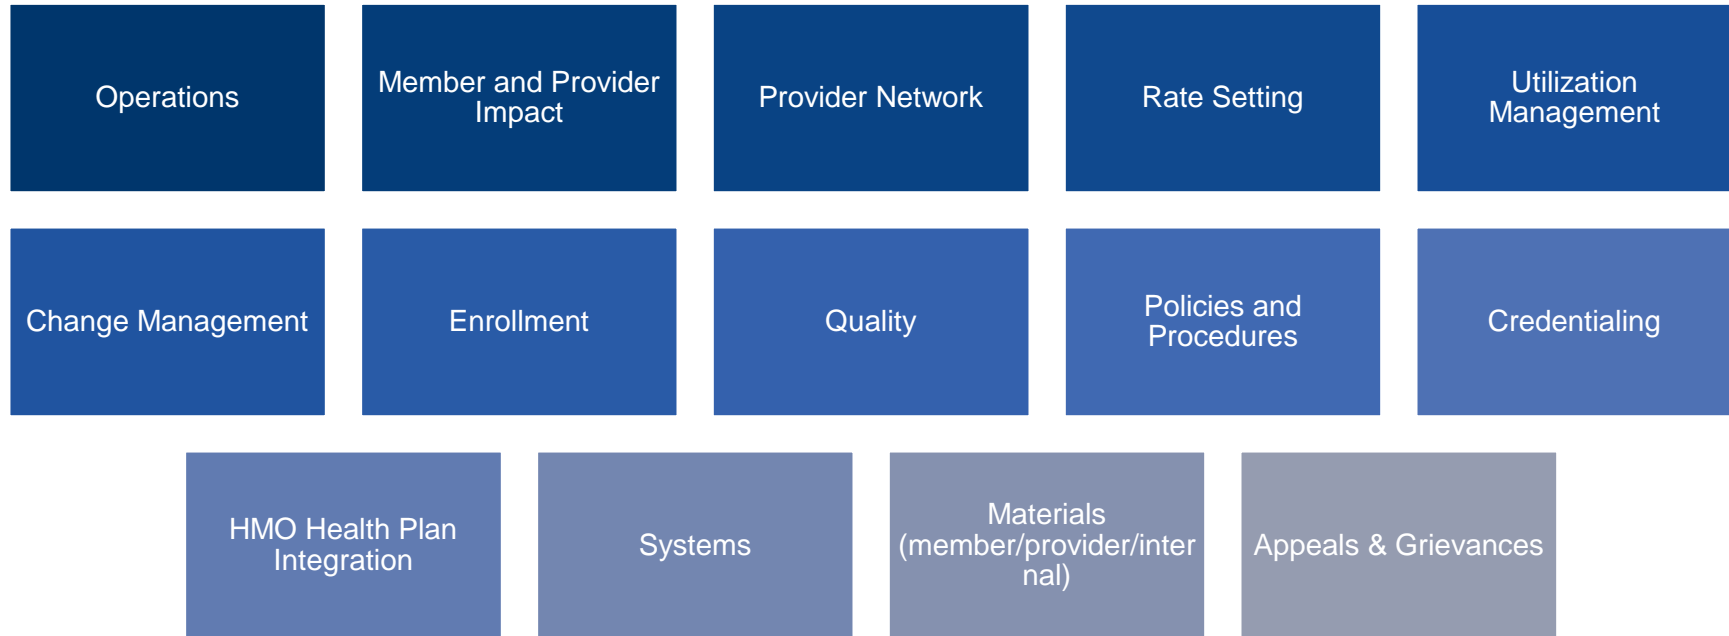 Operations
Member and Provider
Impact
Provider Network
Rate Setting
Utilization
Management
Change Management
Enrollment
Quality
Policies and
Procedures
Credentialing
HMO Health Plan
Integration
Systems
Materials
(member/provider/inter
nal)
Appeals & Grievances